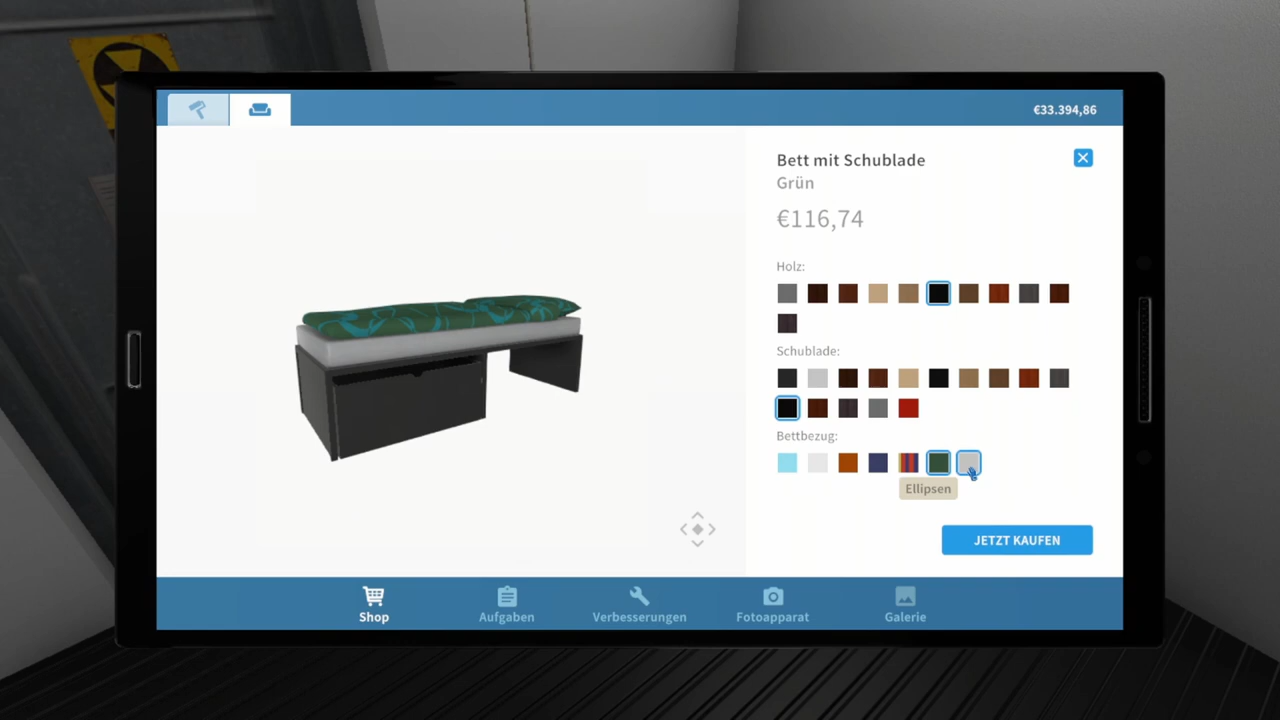 €33.394,86
Bett mit Schublade
Grün
€116,74
Holz:
Schublade:
Bettbezug:
Ellipsen
JETZT KAUFEN
Shop
Aufgaben
Verbesserungen
Fotoapparat
Galerie